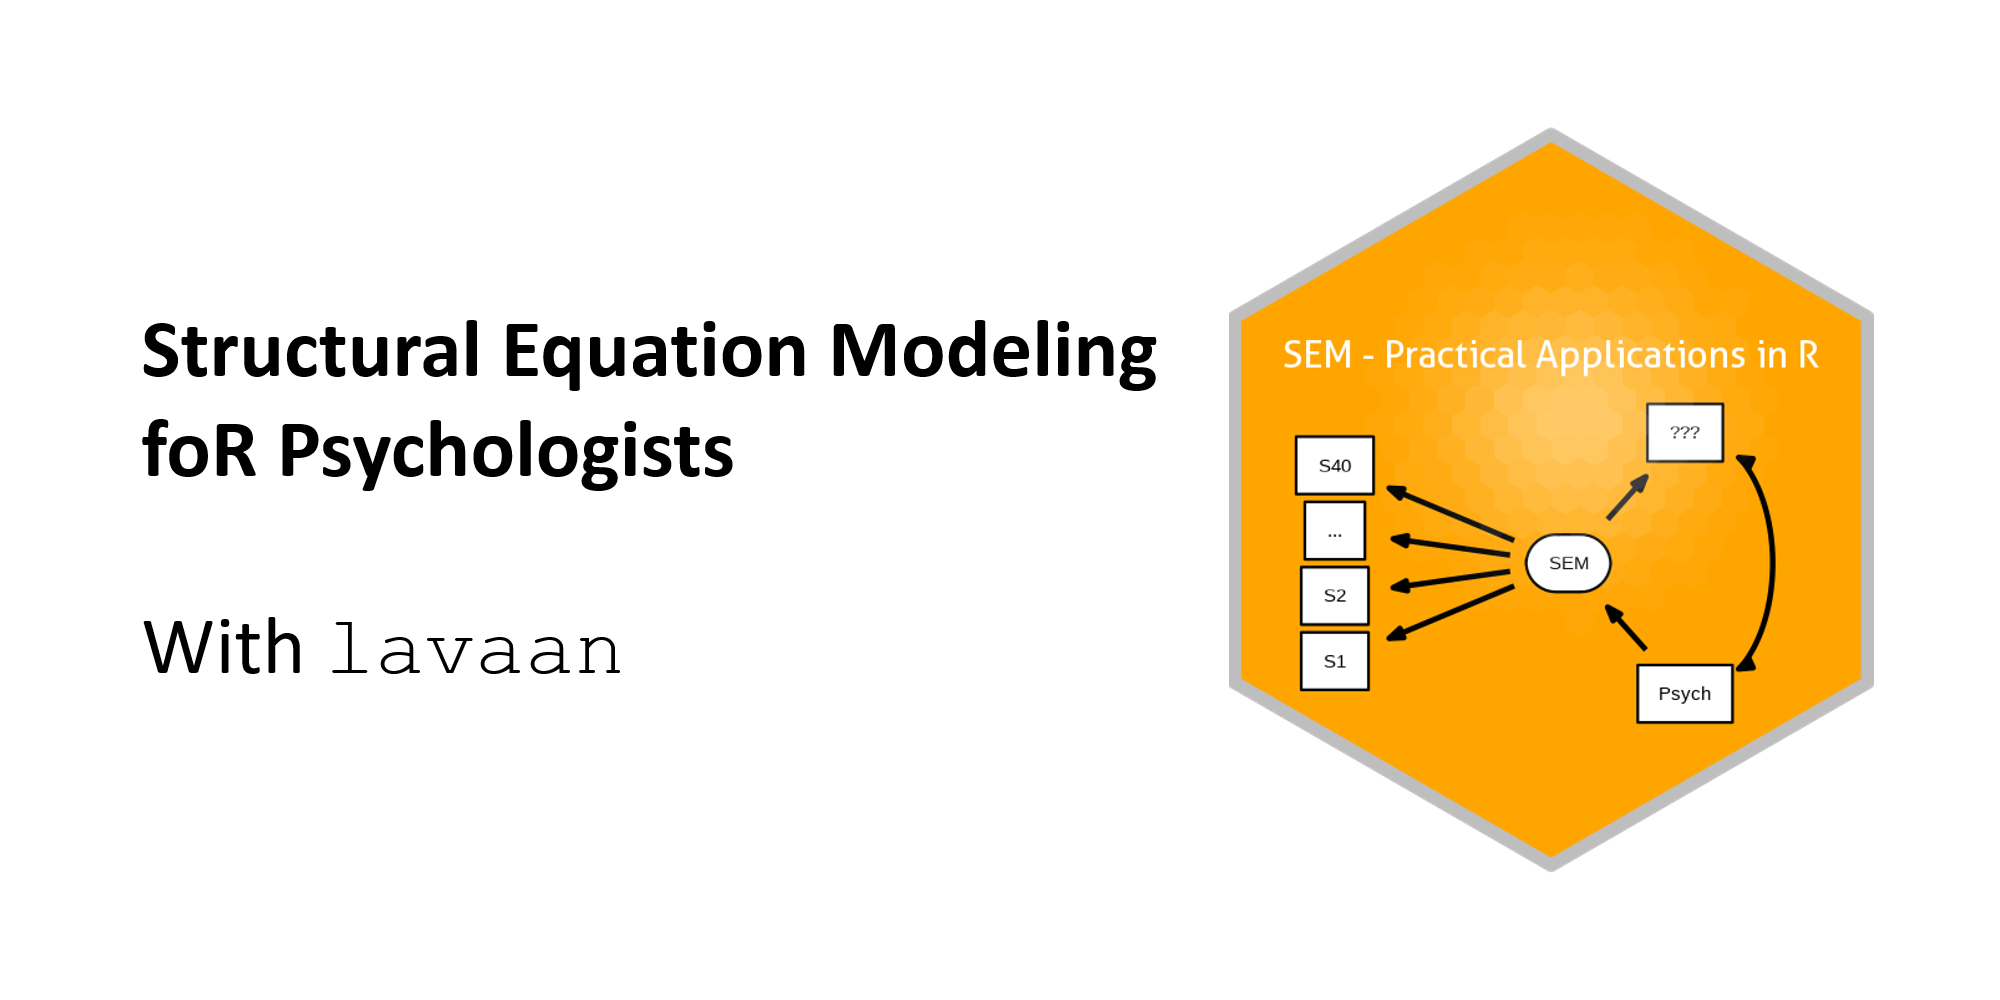 Structural Equation Modeling
foR Psychologists
With lavaan
SEM - Practical Applications in R
???
S40
...
SEM
S2
S1
Psych